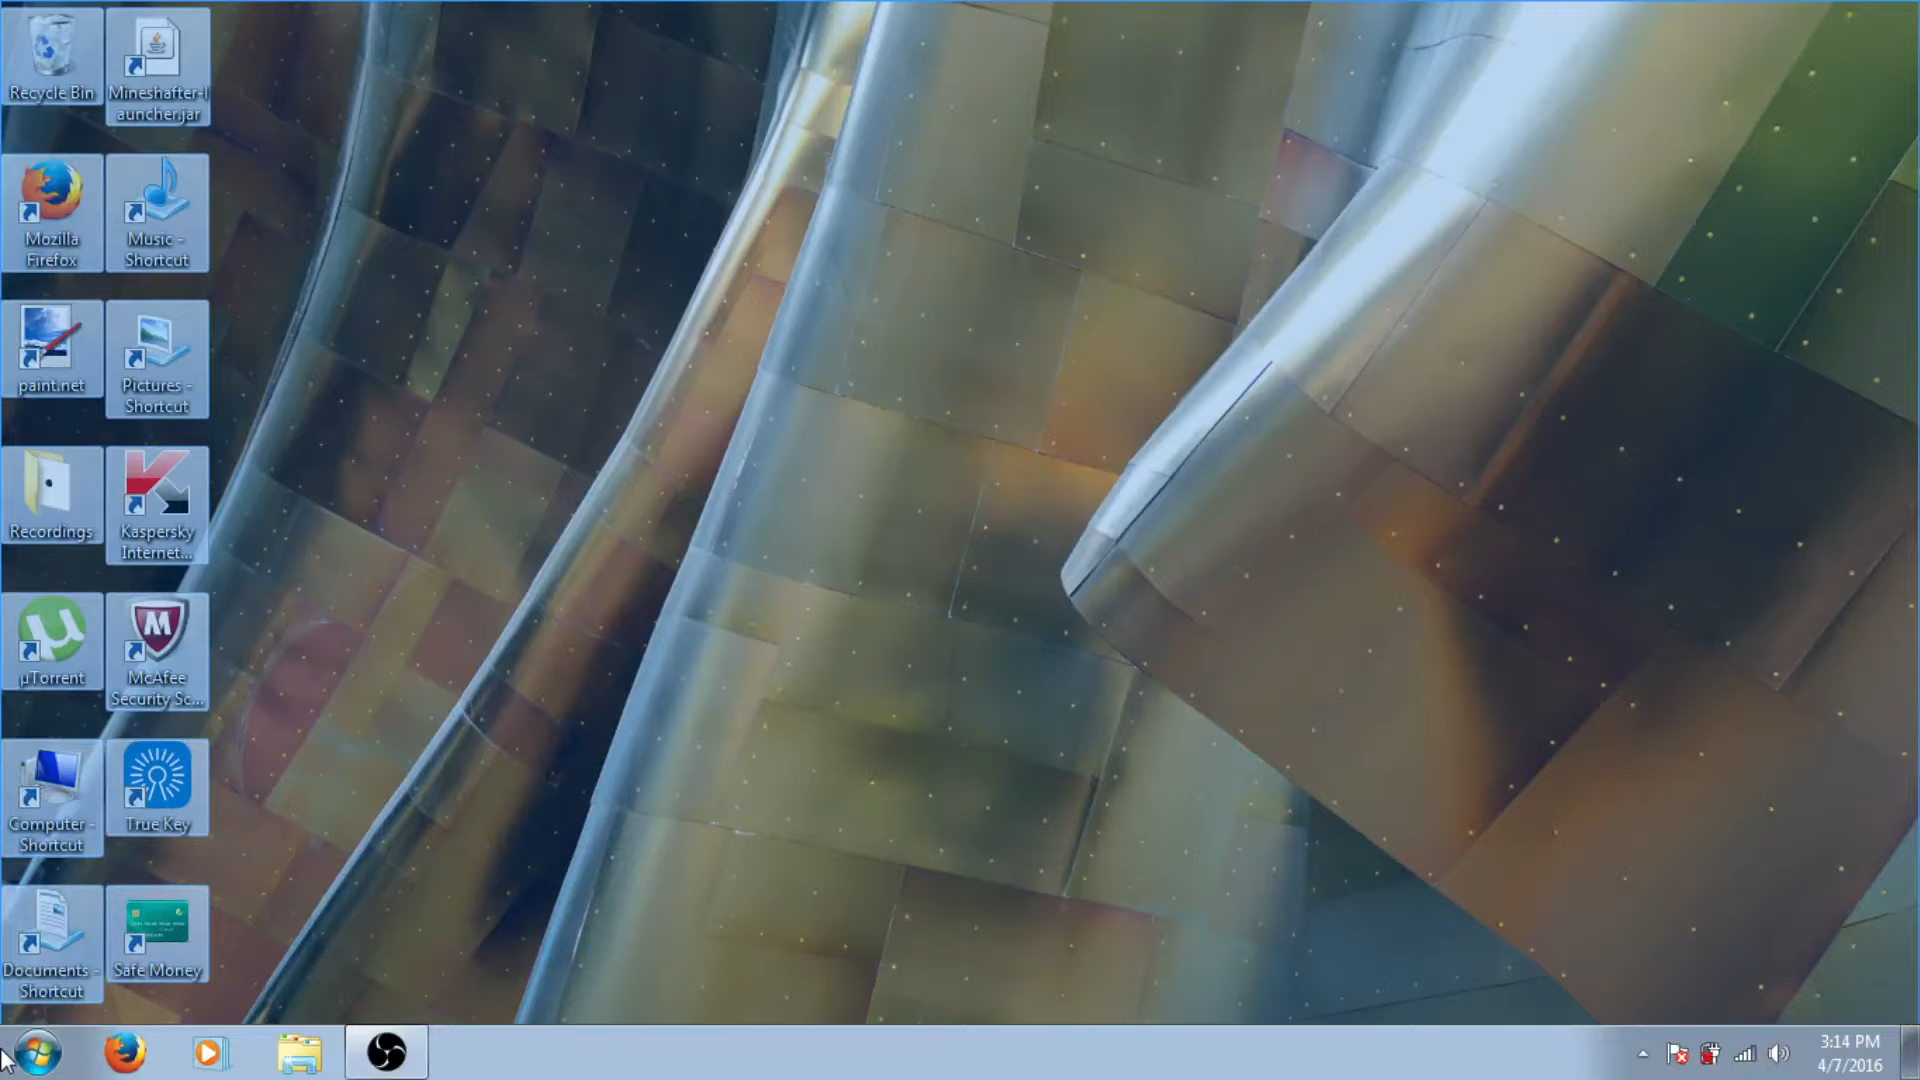 Recycle Bin
Mineshafter-l
auncher.jar
Mozilla
Firefox
Music -
Shortcut
paint.net
Pictures -
Shortcut
Recordings
Kaspersky
Internet...
µTorrent
McAfee
Security Sc...
Computer -
Shortcut
True Key
Documents -
Shortcut
Safe Money
3:14 PM
4/7/2016